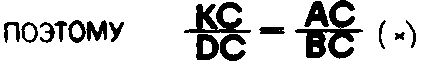 ПОЭТОМУ KC/DC = AC/BC (*)